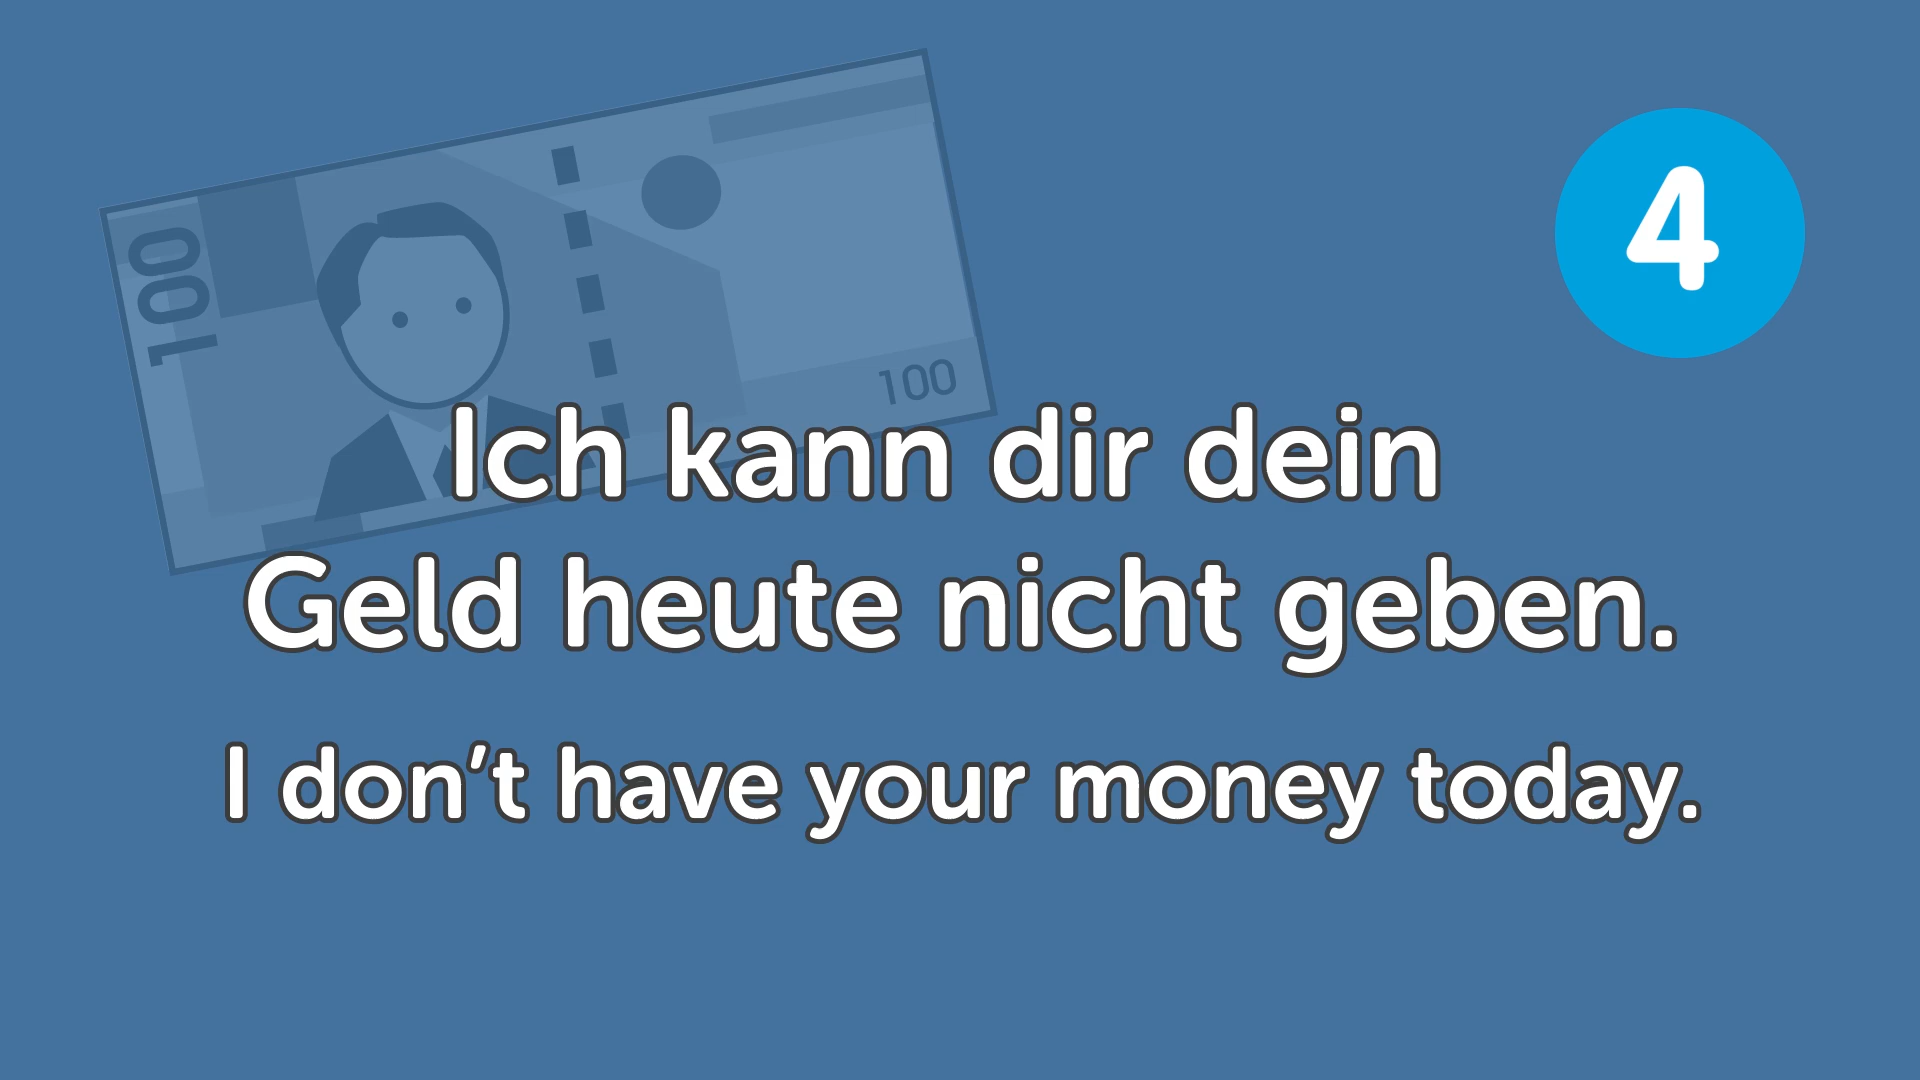 100
100
4
Ich kann dir dein
Geld heute nicht geben.
I don’t have your money today.